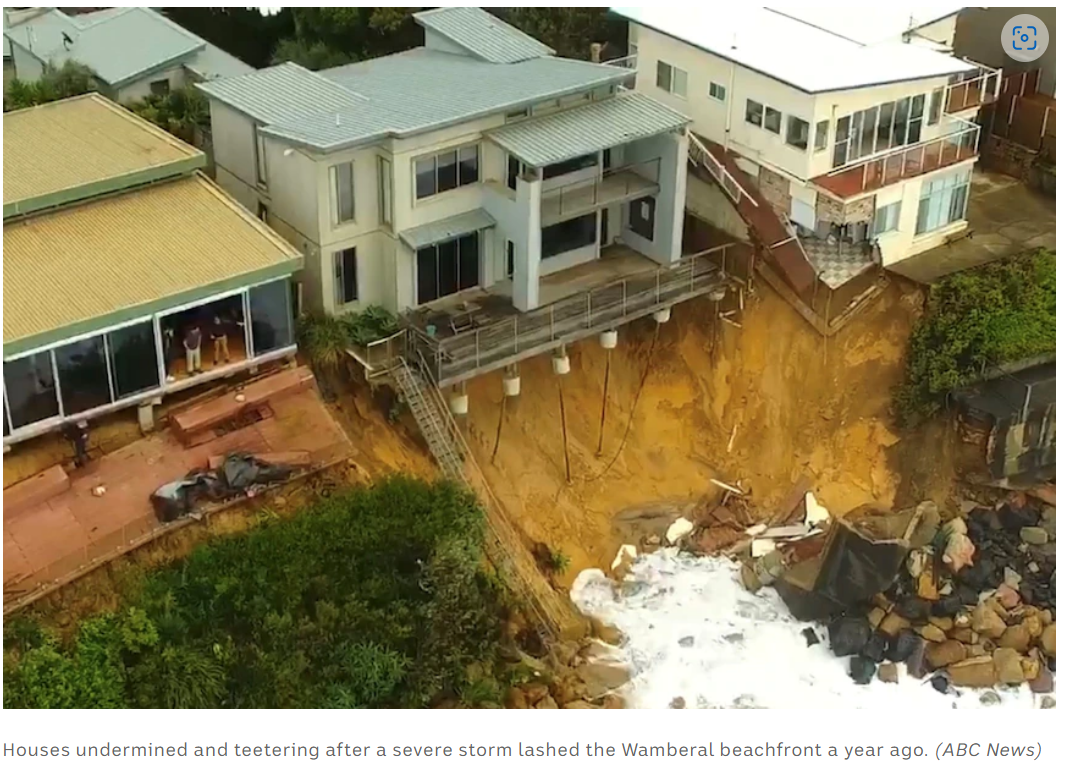 Houses undermined and teetering after a severe storm lashed the Wamberal beachfront a year ago. (ABC News)